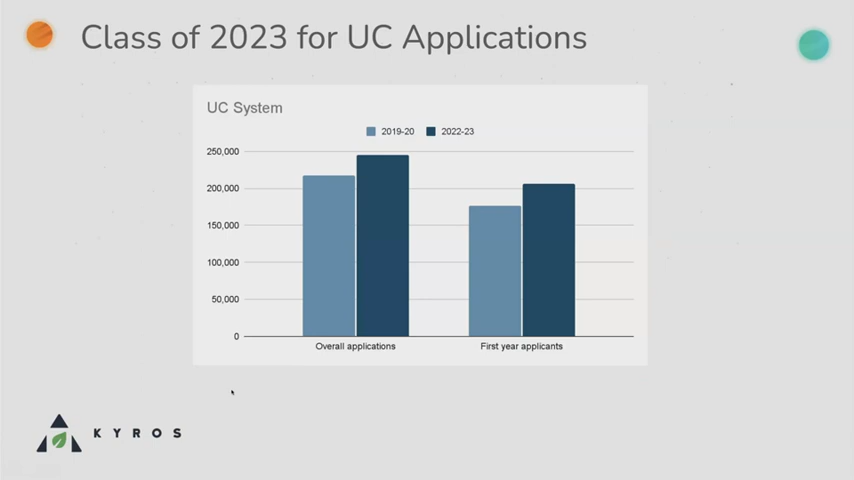 Class of 2023 for UC Applications
UC System
2019-20 2022-23
250,000
200,000
150,000
100,000
50,000
0
Overall applications First year applicants
KYROS